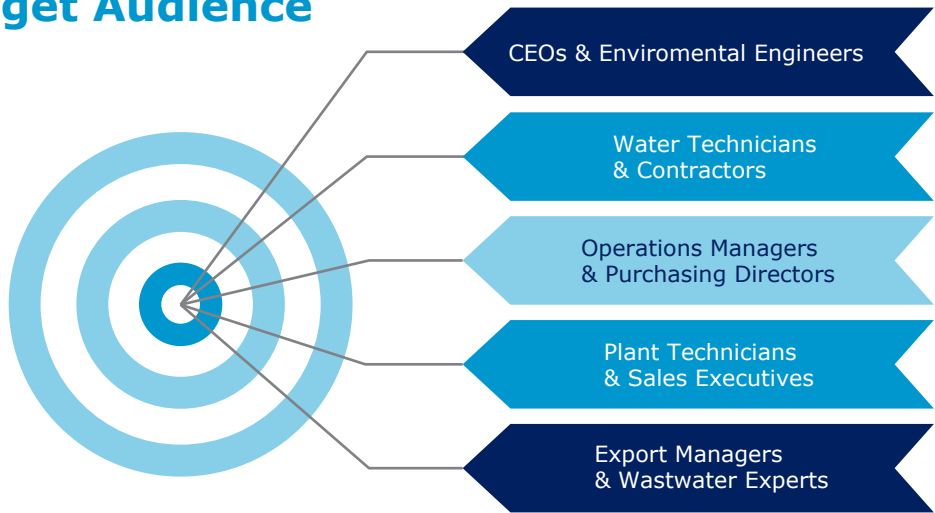 get Audience
CEOs & Enviromental Engineers
Water Technicians
& Contractors
Operations Managers
& Purchasing Directors
Plant Technicians
& Sales Executives
Export Managers
& Wastwater Experts